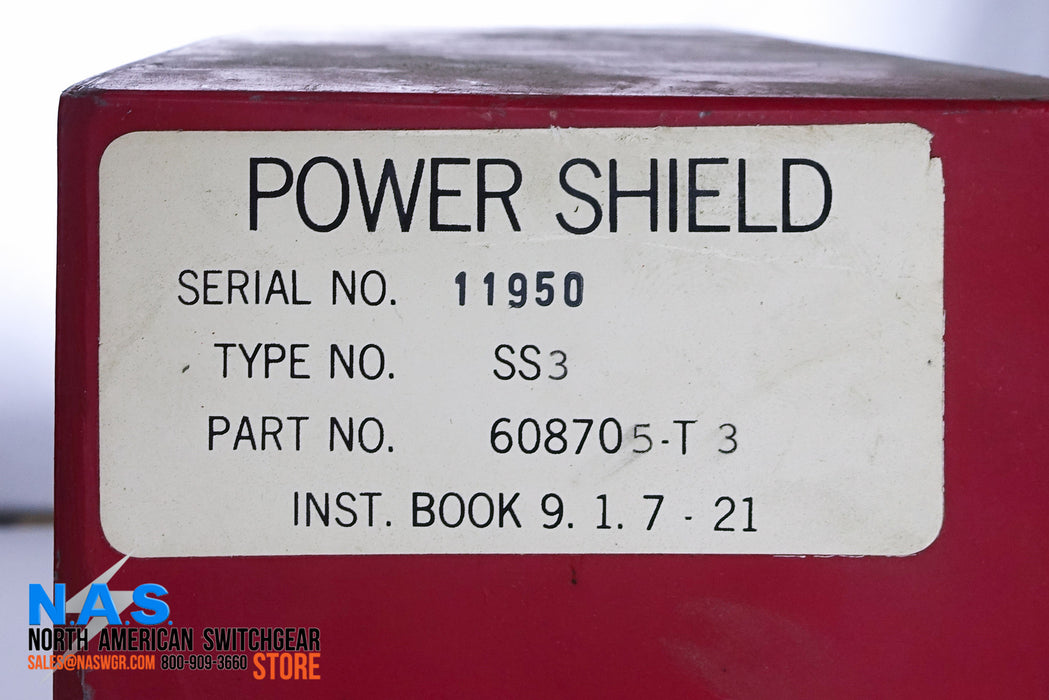 POWER SHIELD
SERIAL NO. 11950
TYPE NO. SS3
PART NO. 608705-T 3
INST. BOOK 9. 1. 7 - 21
N.A.S.
NORTH AMERICAN SWITCHGEAR
SALES@NASWGR.COM 800-909-3660 STORE